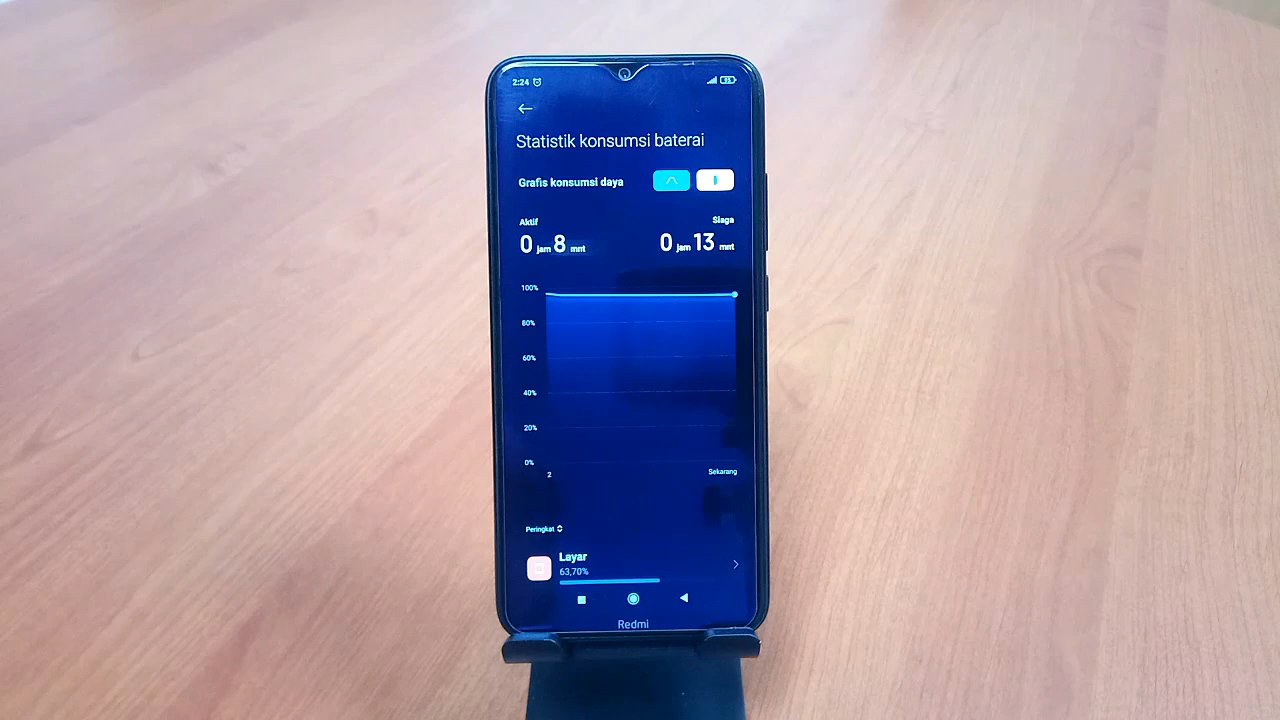 2:24
95
Statistik konsumsi baterai
Grafis konsumsi daya
Aktif
Siaga
0 jam 8 mnt
0 jam 13 mnt
100%
80%
60%
40%
20%
0%
2
Sekarang
Peringkat
Layar
63,70%
Redmi